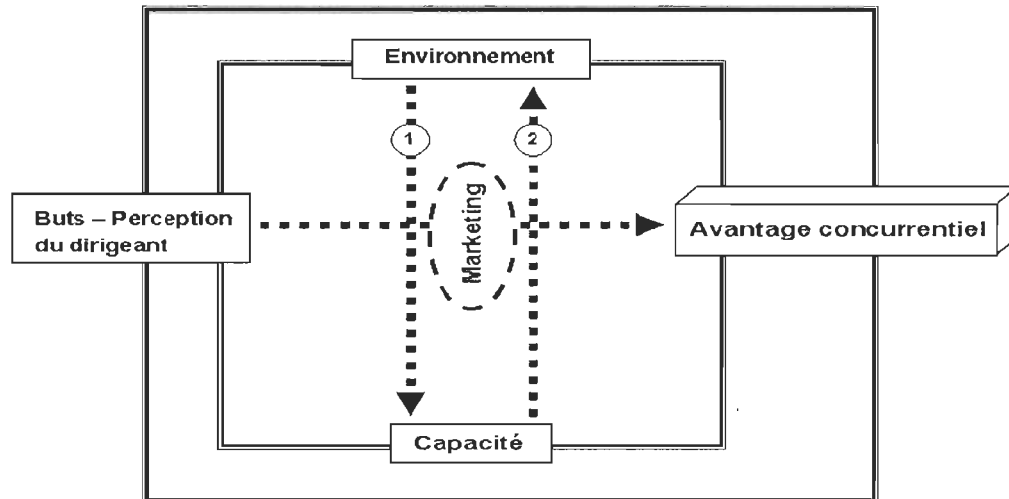 Environnement
1
2
Buts – Perception
du dirigeant
Marketing
Avantage concurrentiel
Capacité